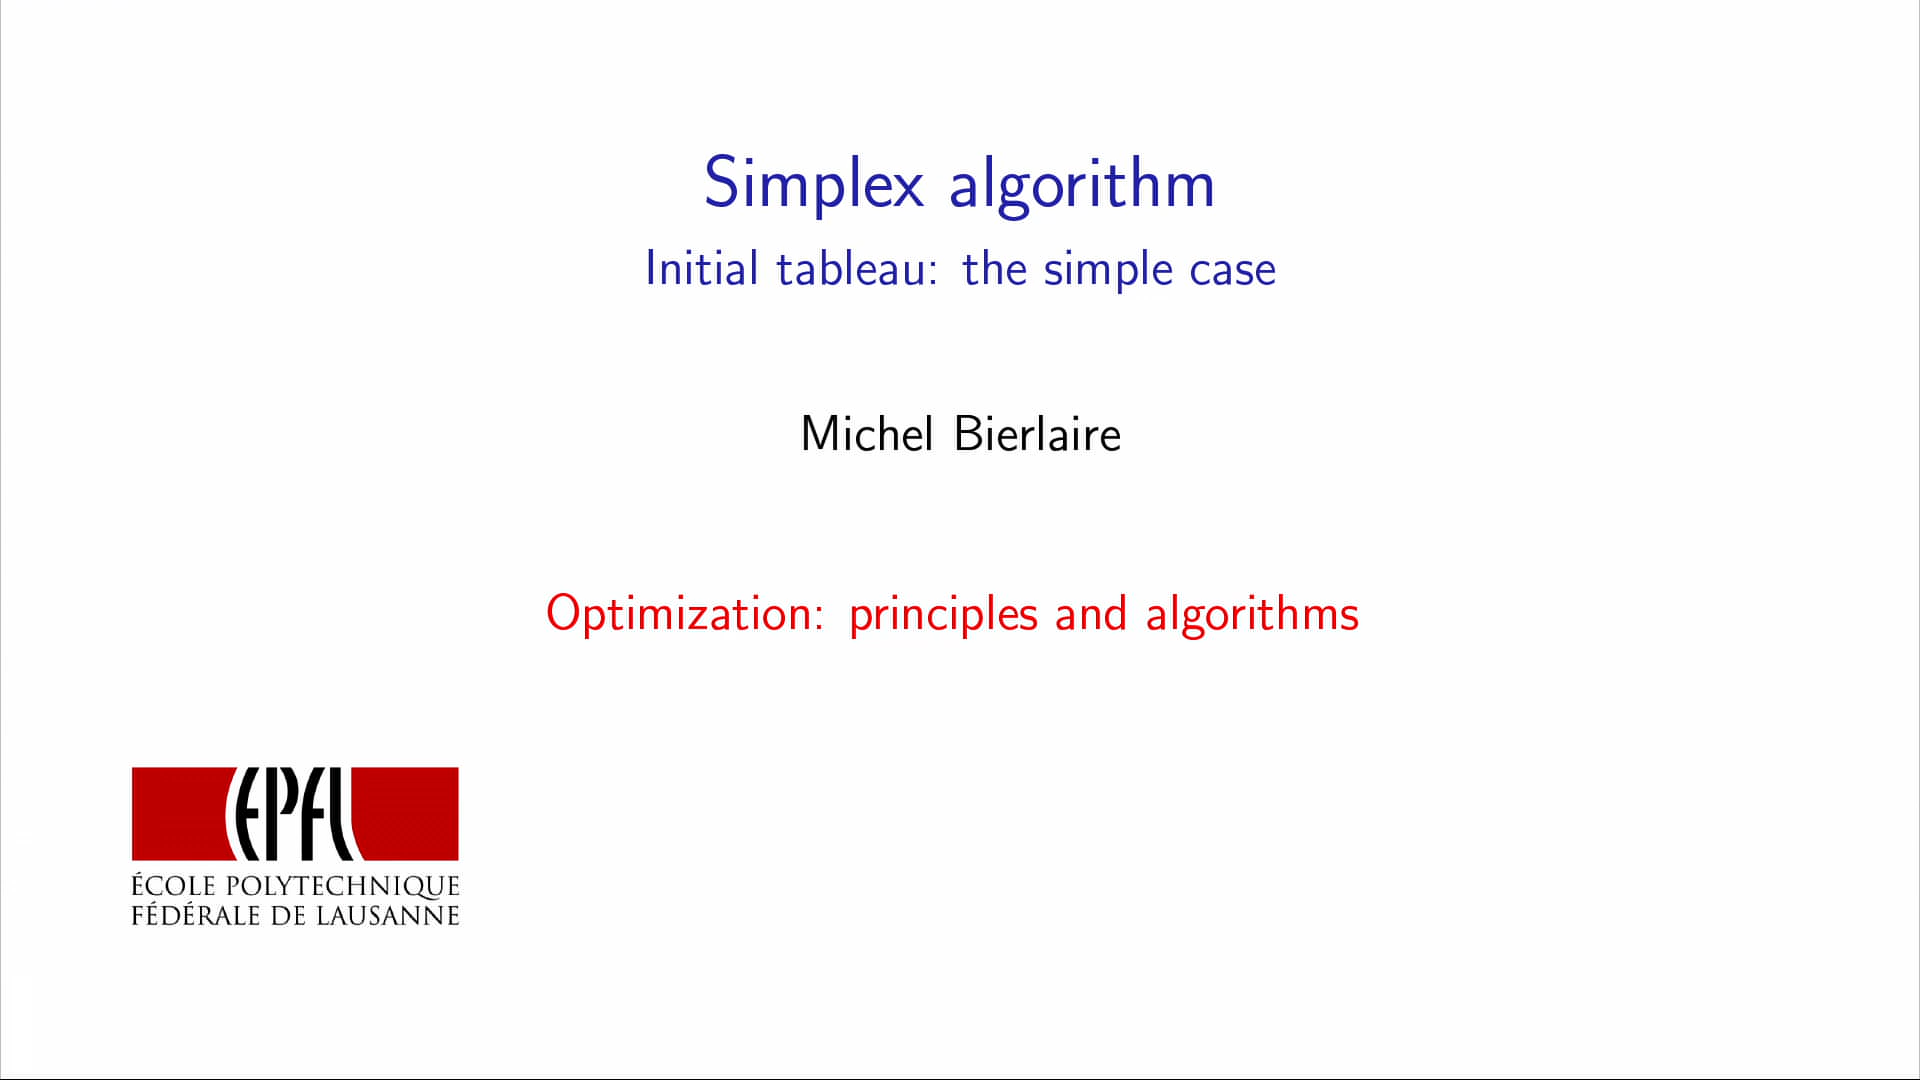 Simplex algorithm
Initial tableau: the simple case
Michel Bierlaire
Optimization: principles and algorithms
EPFL
ÉCOLE POLYTECHNIQUE
FÉDÉRALE DE LAUSANNE